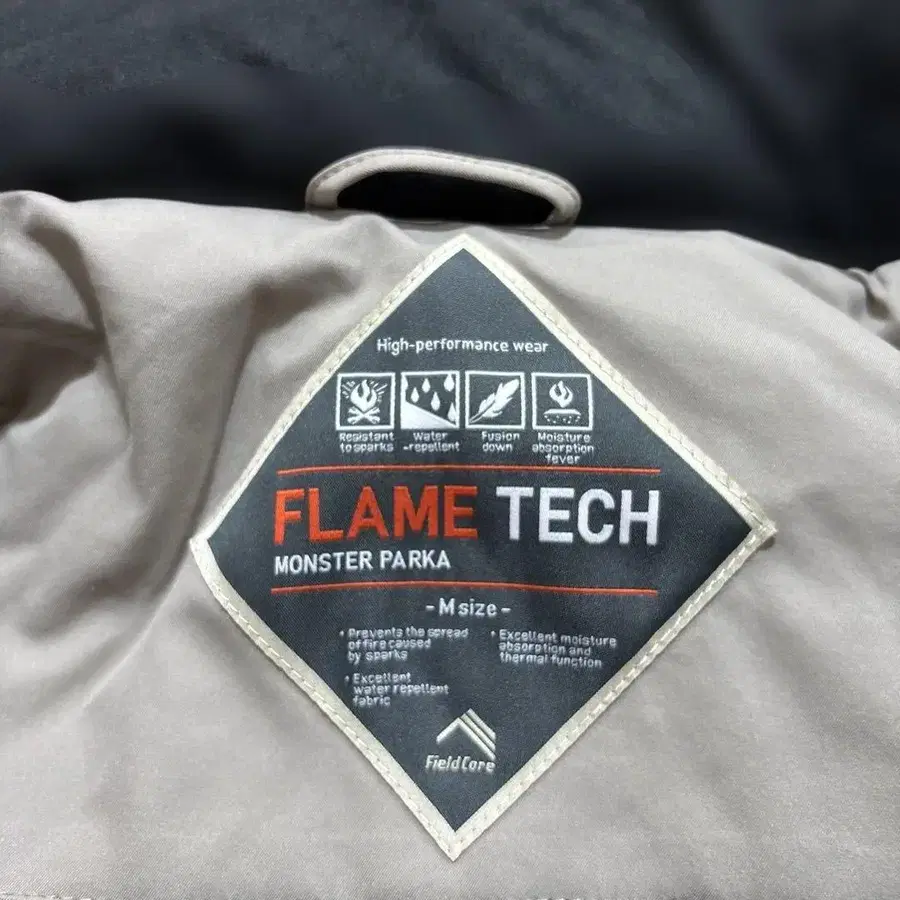 High-performance wear
Resistant
to sparks
Water
-repellent
Fusion
down
Moisture
absorption
fever
FLAME TECH
MONSTER PARKA
- M size -
• Prevents the spread
of fire caused
by sparks
• Excellent
water repellent
fabric
• Excellent moisture
absorption and
thermal function
FieldCore